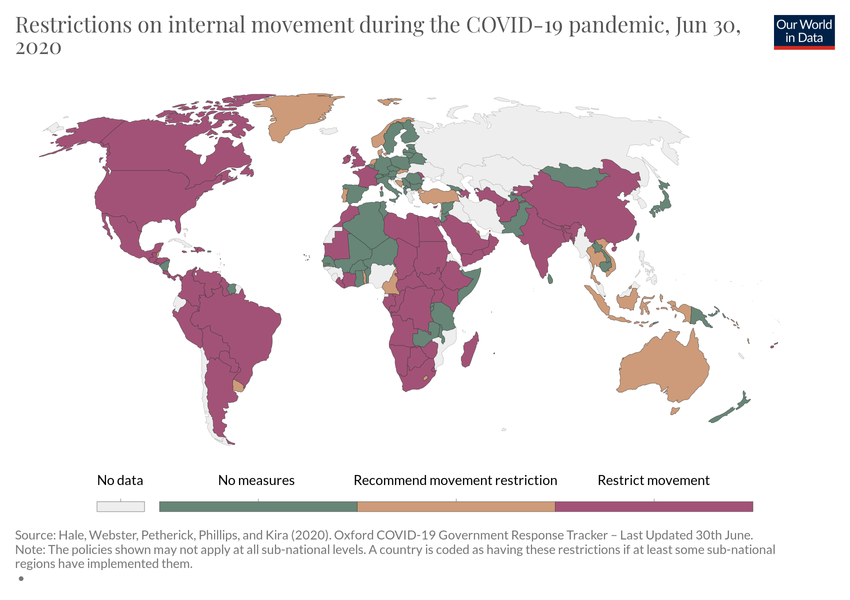 Restrictions on internal movement during the COVID-19 pandemic, Jun 30,
2020
Our World
in Data
No data
No measures
Recommend movement restriction
Restrict movement
Source: Hale, Webster, Petherick, Phillips, and Kira (2020). Oxford COVID-19 Government Response Tracker – Last Updated 30th June.
Note: The policies shown may not apply at all sub-national levels. A country is coded as having these restrictions if at least some sub-national
regions have implemented them.